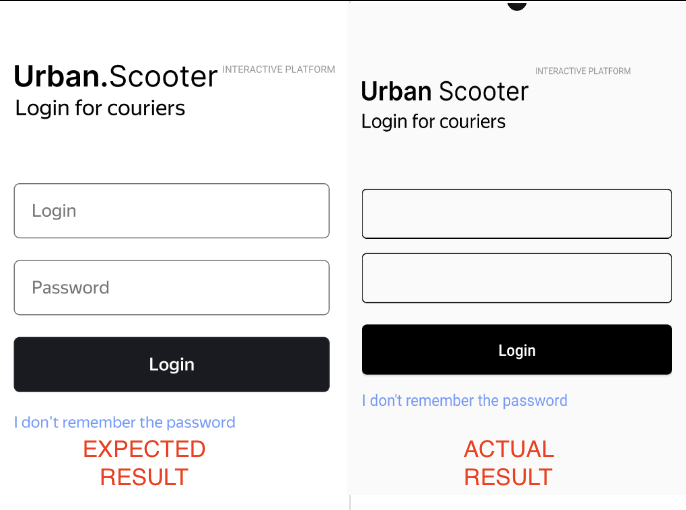 Urban.Scooter INTERACTIVE PLATFORM
Login for couriers
Login
Password
Login
I don't remember the password
EXPECTED
RESULT
INTERACTIVE PLATFORM
Urban Scooter
Login for couriers
Login
I don't remember the password
ACTUAL
RESULT